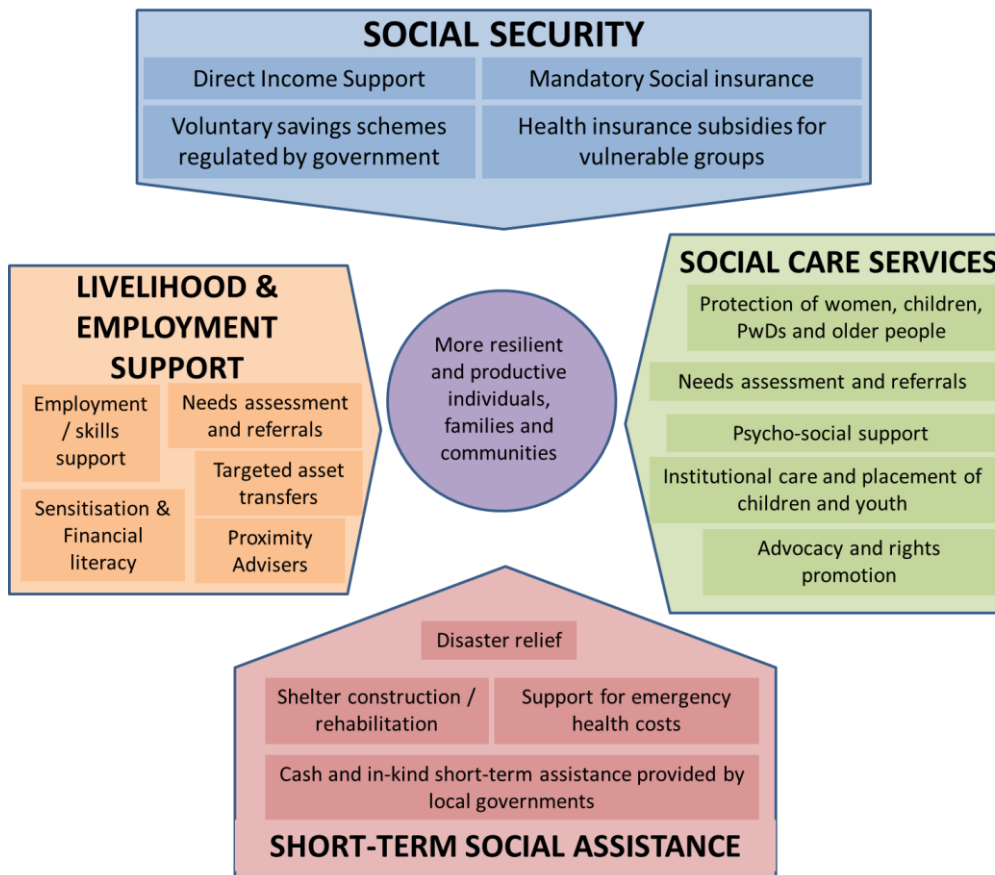 SOCIAL SECURITY
Direct Income Support
Mandatory Social insurance
Voluntary savings schemes
regulated by government
Health insurance subsidies for
vulnerable groups
LIVELIHOOD &
EMPLOYMENT
SUPPORT
Employment
/ skills
support
Needs assessment
and referrals
Targeted asset
transfers
Sensitisation &
Financial
literacy
Proximity
Advisers
More resilient
and productive
individuals,
families and
communities
SOCIAL CARE SERVICES
Protection of women, children,
PwDs and older people
Needs assessment and referrals
Psycho-social support
Institutional care and placement of
children and youth
Advocacy and rights
promotion
Disaster relief
Shelter construction /
rehabilitation
Support for emergency
health costs
Cash and in-kind short-term assistance provided by
local governments
SHORT-TERM SOCIAL ASSISTANCE